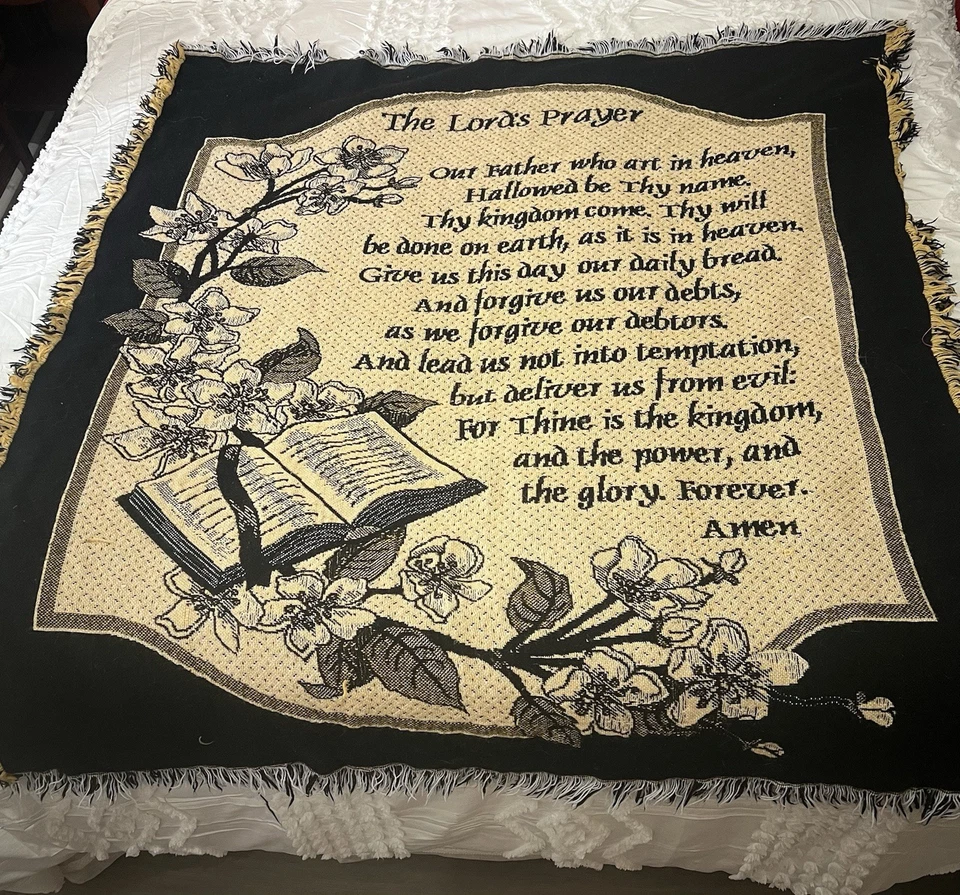 The Lord's Prayer
Our Father who art in heaven,
Hallowed be Thy name.
Thy kingdom come. Thy will
be done on earth, as it is in heaven.
Give us this day our daily bread.
And forgive us our debts,
as we forgive our debtors.
And lead us not into temptation,
but deliver us from evil:
For Thine is the kingdom,
and the power, and
the glory. Forever.
Amen